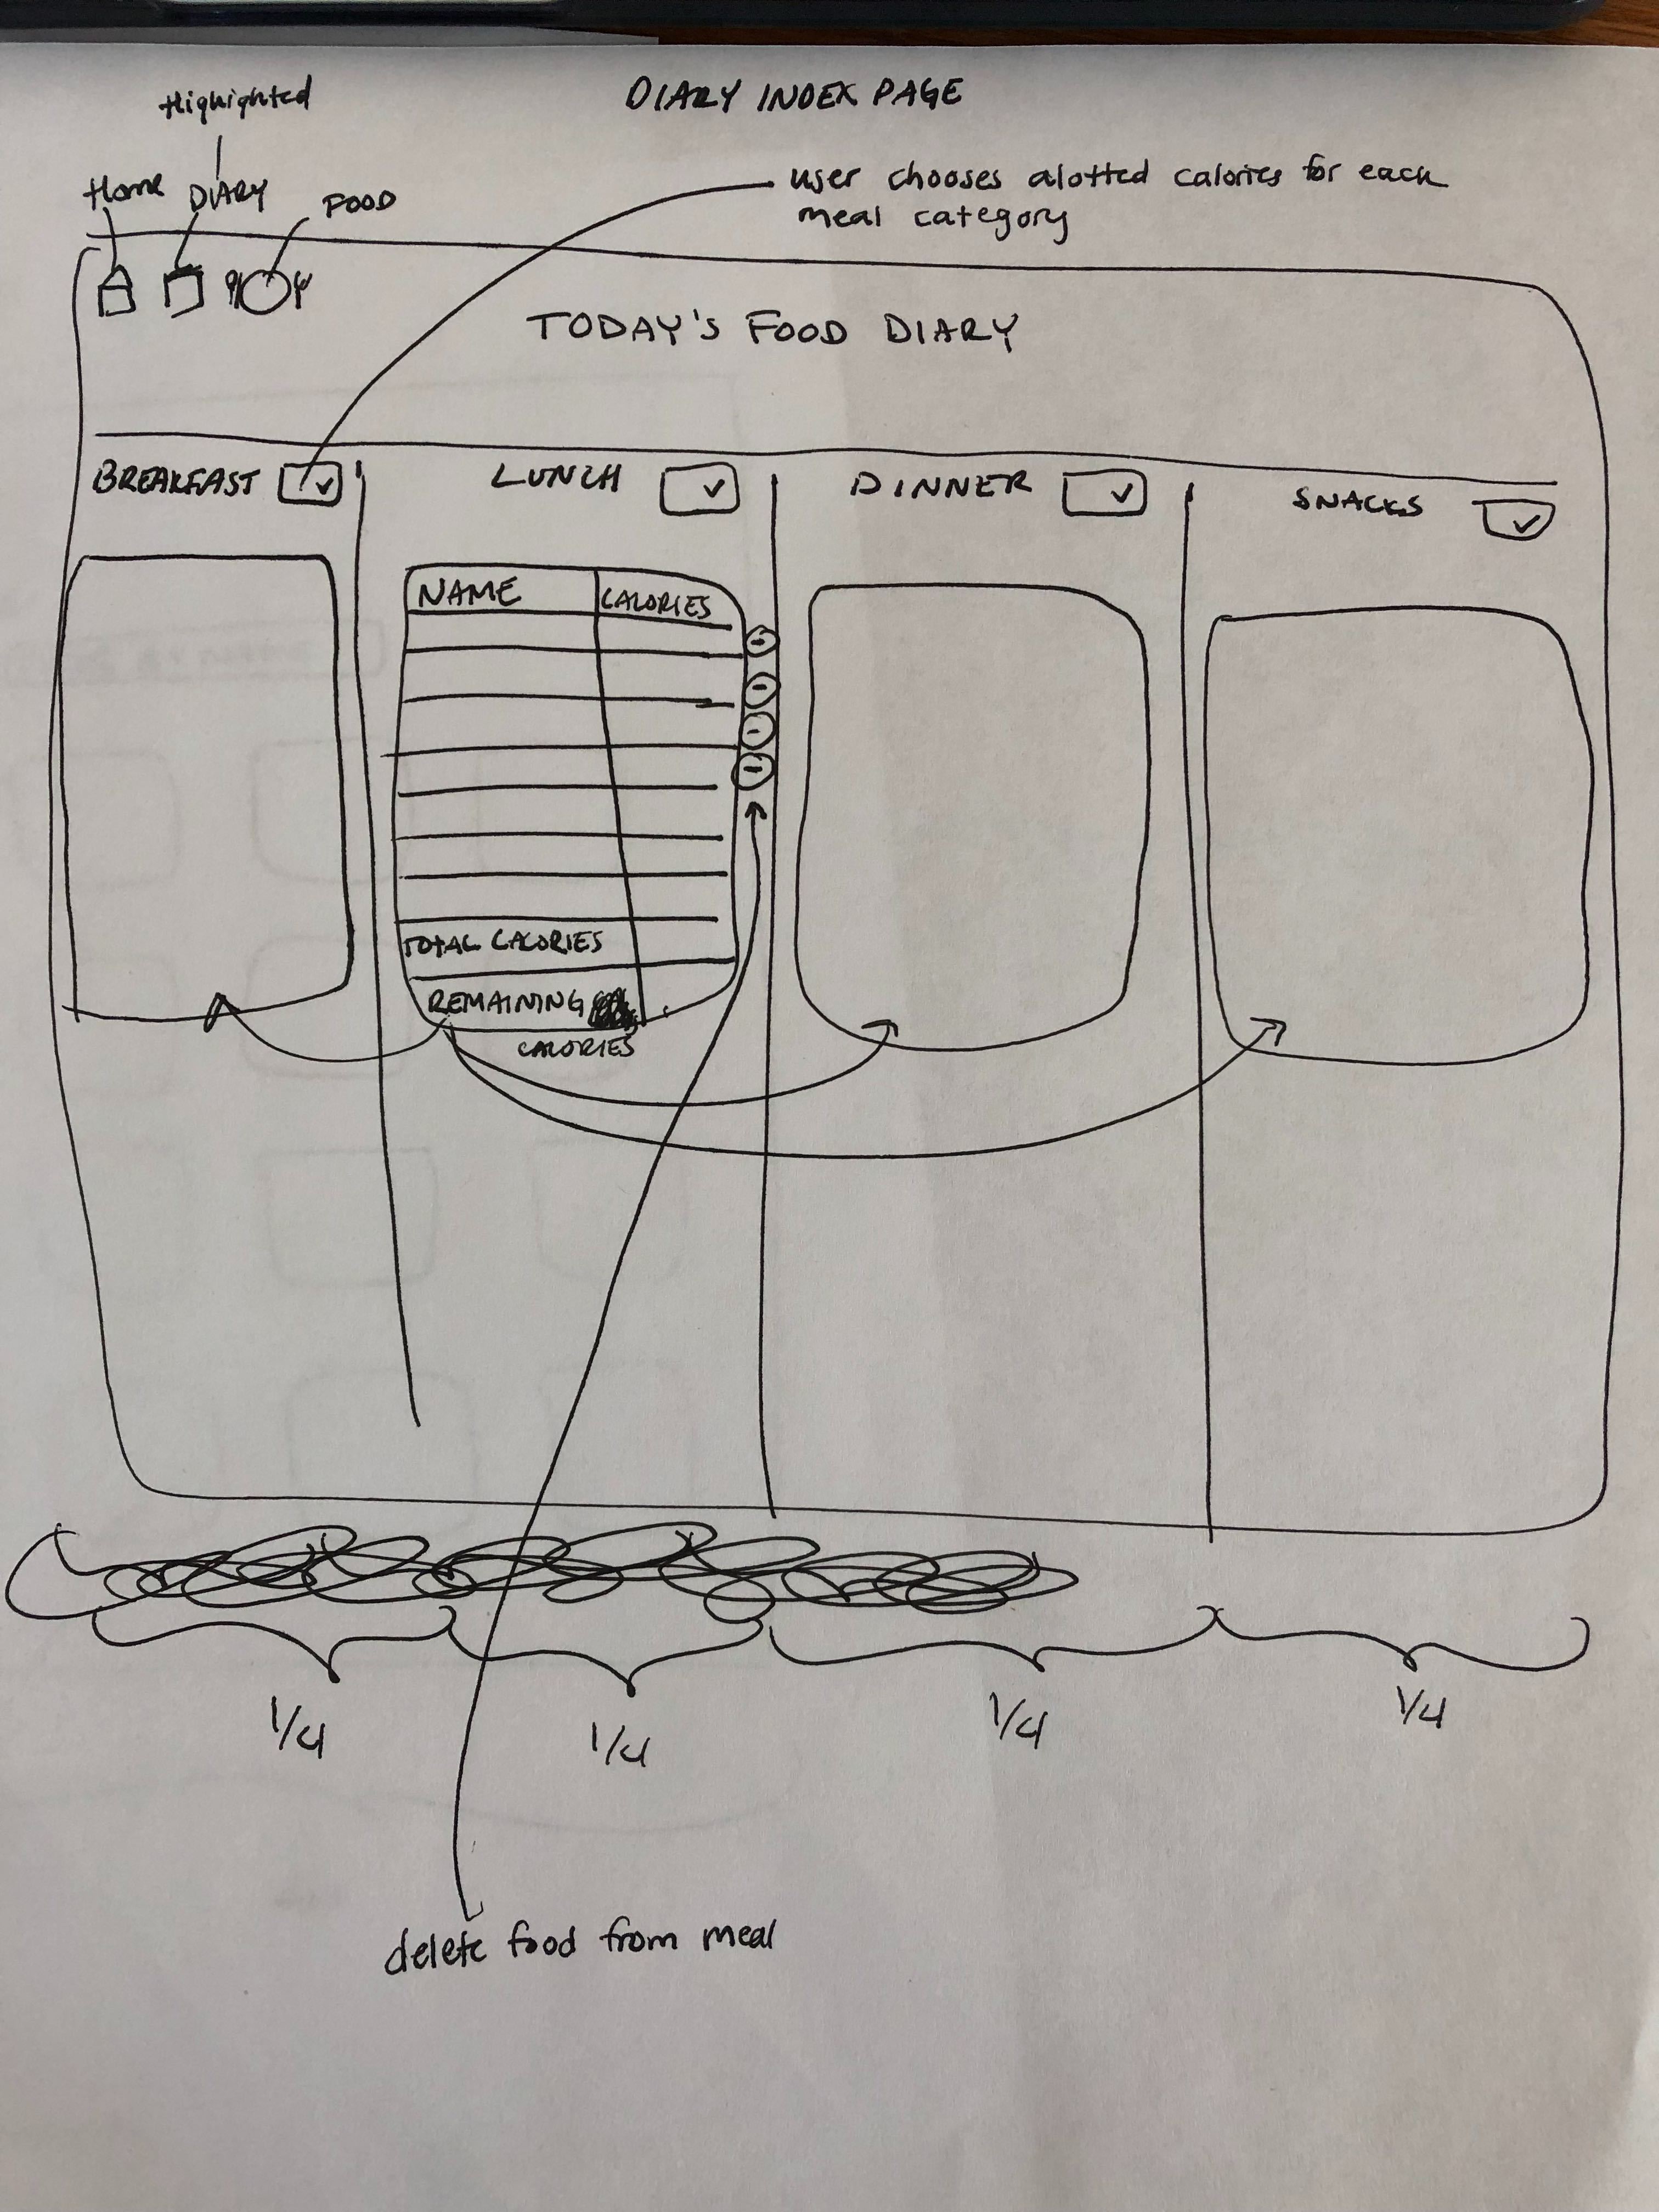 DIARY INDEX PAGE
Highighted
Home DIARY FOOD
user chooses alotted calories for each
meal category
TODAY'S FOOD DIARY
BREAKFAST
LUNCH
DINNER
SNACKS
NAME CALORIES
TOTAL CALORIES
REMAINING
CALORIES
1/4 1/4 1/4 1/4
delete food from meal